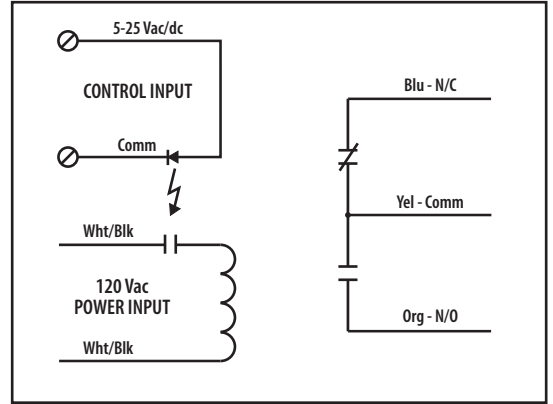 5-25 Vac/dc
CONTROL INPUT
Comm
Wht/Blk
120 Vac
POWER INPUT
Wht/Blk
Blu - N/C
Yel - Comm
Org - N/O